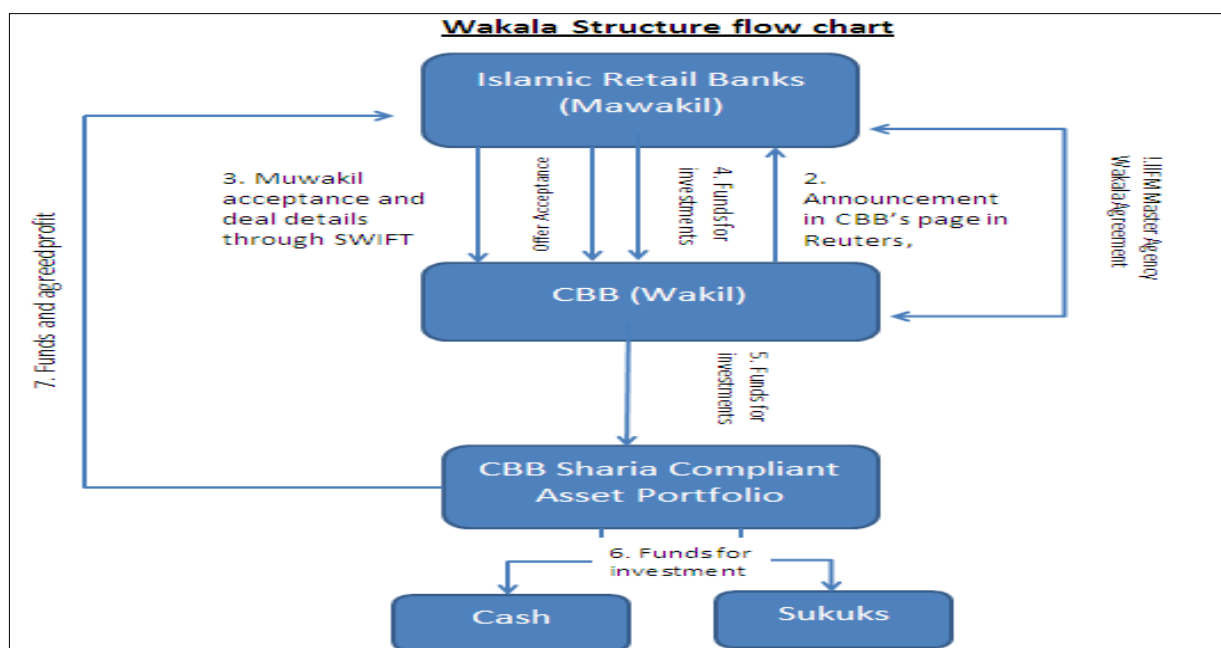 Wakala Structure flow chart
Islamic Retail Banks
(Mawakil)
3. Muwakil
acceptance and
deal details
through SWIFT
Offer Acceptance
4. Funds for
investments
2.
Announcement
in CBB's page in
Reuters,
1.IIFM Master Agency
Wakala Agreement
CBB (Wakil)
7. Funds and agreedprofit
5. Funds for
investments
CBB Sharia Compliant
Asset Portfolio
6. Funds for
investment
Cash
Sukuks